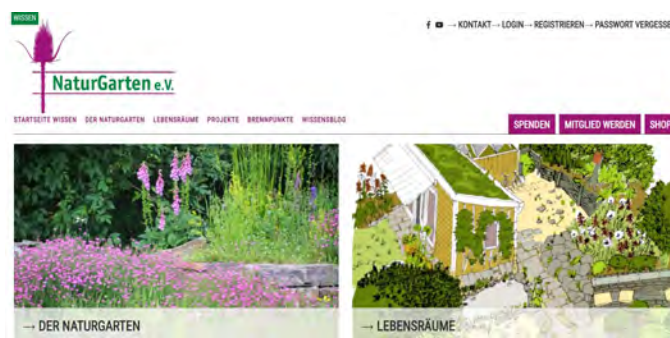 WISSEN
→ KONTAKT → LOGIN → REGISTRIEREN → PASSWORT VERGESSE
NaturGarten e.V.
STARTSEITE WISSEN DER NATURGARTEN LEBENSRÄUME PROJEKTE BRENNPUNKTE WISSENSBLOG
SPENDEN MITGLIED WERDEN SHOP
→ DER NATURGARTEN → LEBENSRÄUME